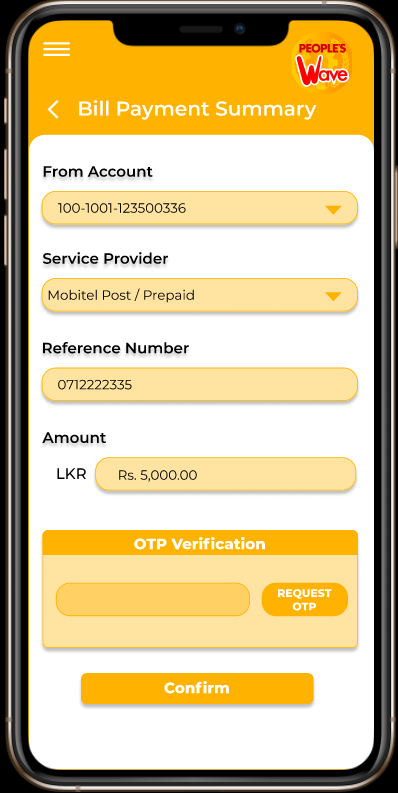 PEOPLE'S
Wave
Bill Payment Summary
From Account
100-1001-123500336
Service Provider
Mobitel Post / Prepaid
Reference Number
0712222335
Amount
LKR Rs. 5,000.00
OTP Verification
REQUEST
OTP
Confirm